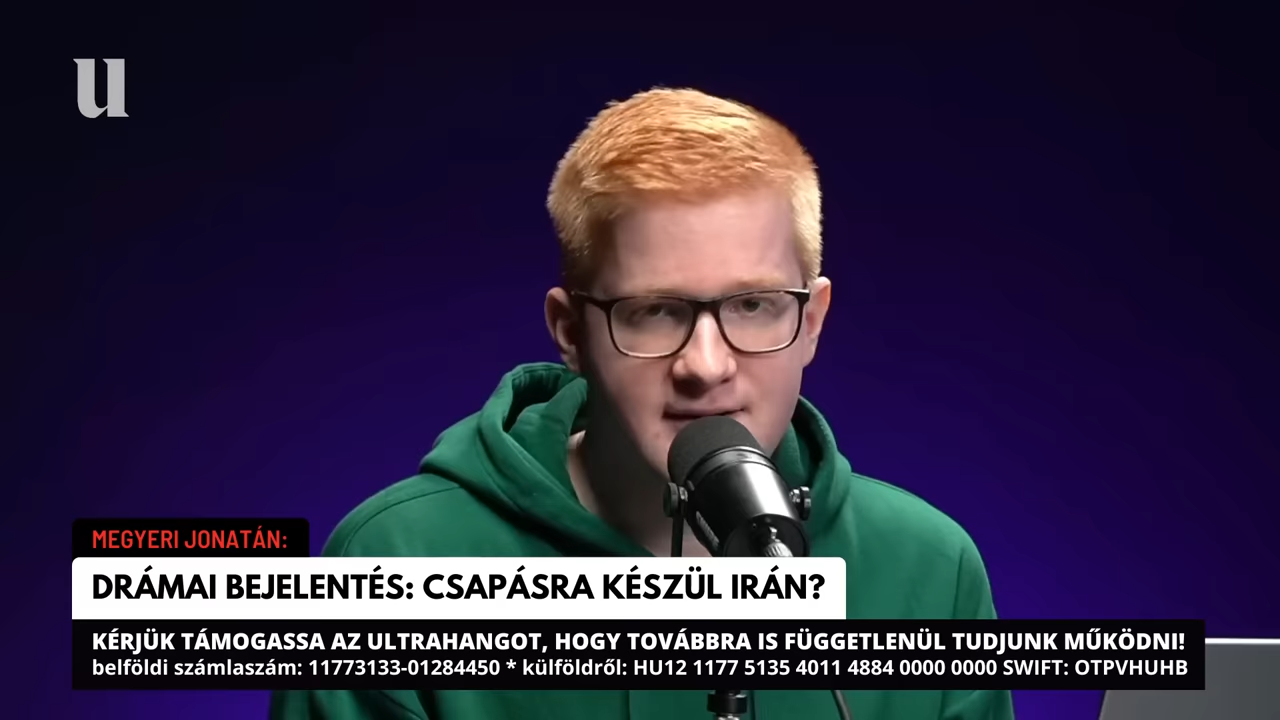 u
MEGYERI JONATÁN:
DRÁMAI BEJELENTÉS: CSAPÁSRA KÉSZÜL IRÁN?
KÉRJÜK TÁMOGASSA AZ ULTRAHANGOT, HOGY TOVÁBBRA IS FÜGGETLENÜL TUDJUNK MŰKÖDNI!
belföldi számlaszám: 11773133-01284450 * külföldről: HU12 1177 5135 4011 4884 0000 0000 SWIFT: OTPVHUHB